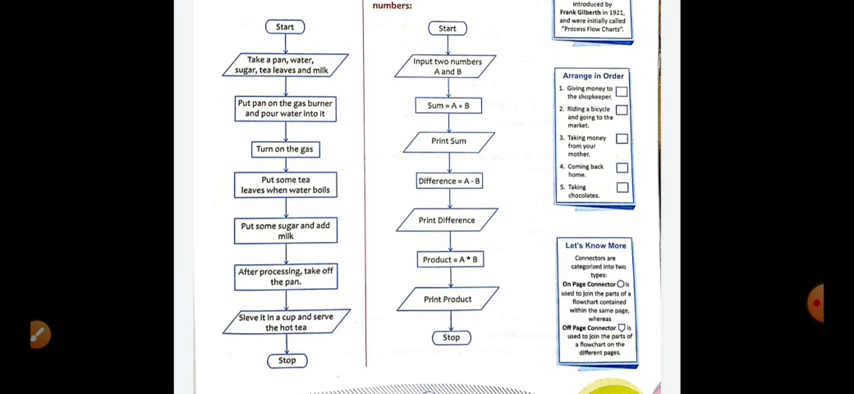 numbers:
Start
Take a pan, water,
sugar, tea leaves and milk
Put pan on the gas burner
and pour water into it
Turn on the gas
Put some tea
leaves when water boils
Put some sugar and add
milk
After processing, take off
the pan.
Sieve it in a cup and serve
the hot tea
Stop
Start
Input two numbers
A and B
Sum = A + B
Print Sum
Difference = A - B
Print Difference
Product = A * B
Print Product
Stop
introduced by
Frank Gilberth in 1921,
and were initially called
"Process Flow Charts".
Arrange in Order
1. Giving money to
the shopkeeper.
2. Riding a bicycle
and going to the
market.
3. Taking money
from your
mother.
4. Coming back
home.
5. Taking
chocolates.
Let's Know More
Connectors are
categorized into two
types:
On Page Connector is
used to join the parts of a
flowchart contained
within the same page,
whereas
Off Page Connector is
used to join the parts of
a flowchart on the
different pages.